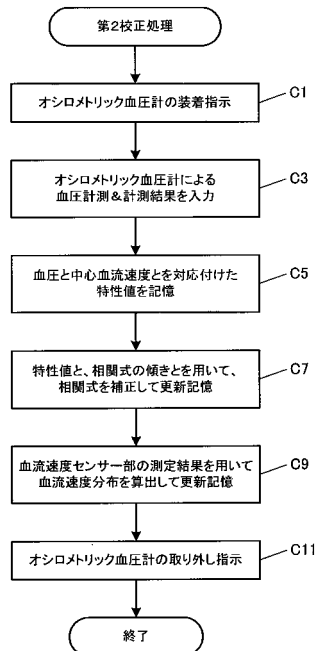 第2校正処理
オシロメトリック血圧計の装着指示
C1
オシロメトリック血圧計による
血圧計測&計測結果を入力
C3
血圧と中心血流速度とを対応付けた
特性値を記憶
C5
特性値と、相関式の傾きとを用いて、
相関式を補正して更新記憶
C7
血流速度センサー部の測定結果を用いて
血流速度分布を算出して更新記憶
C9
オシロメトリック血圧計の取り外し指示
C11
終了